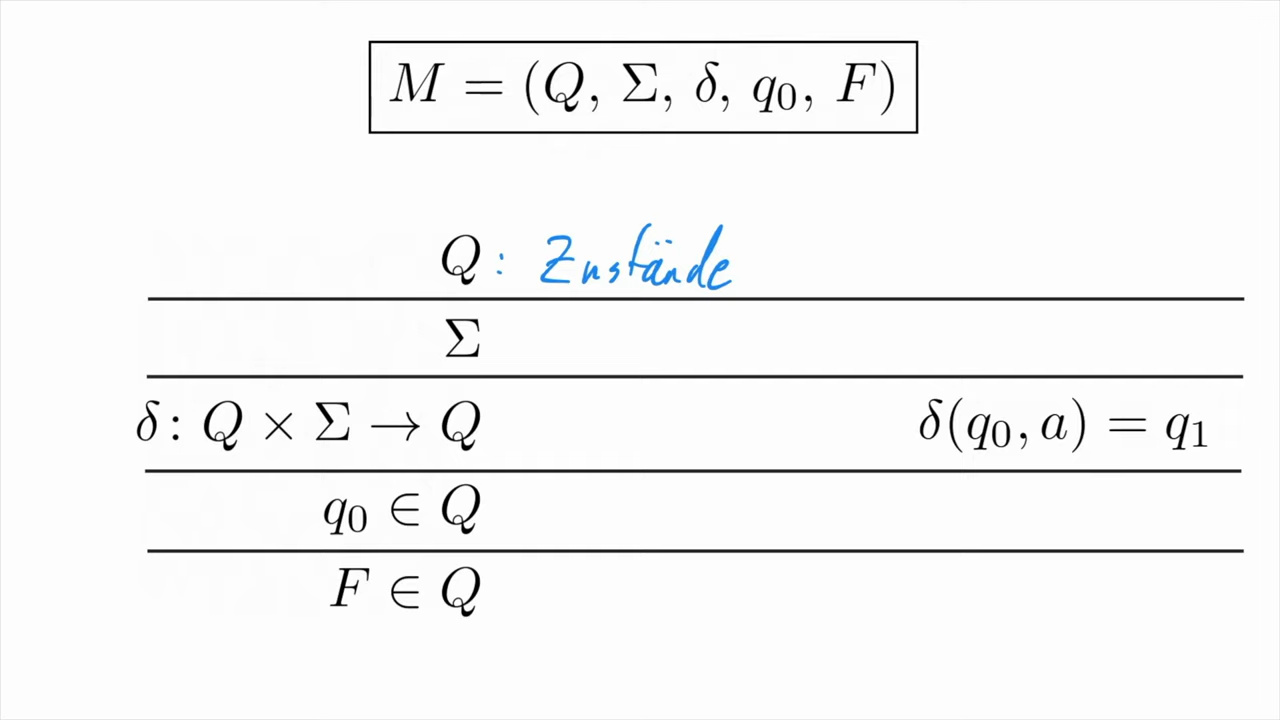 M = (Q, Σ, δ, q₀, F)
Q : Zustände
Σ
δ: Q × Σ → Q δ(q₀, a) = q₁
q₀ ∈ Q
F ∈ Q